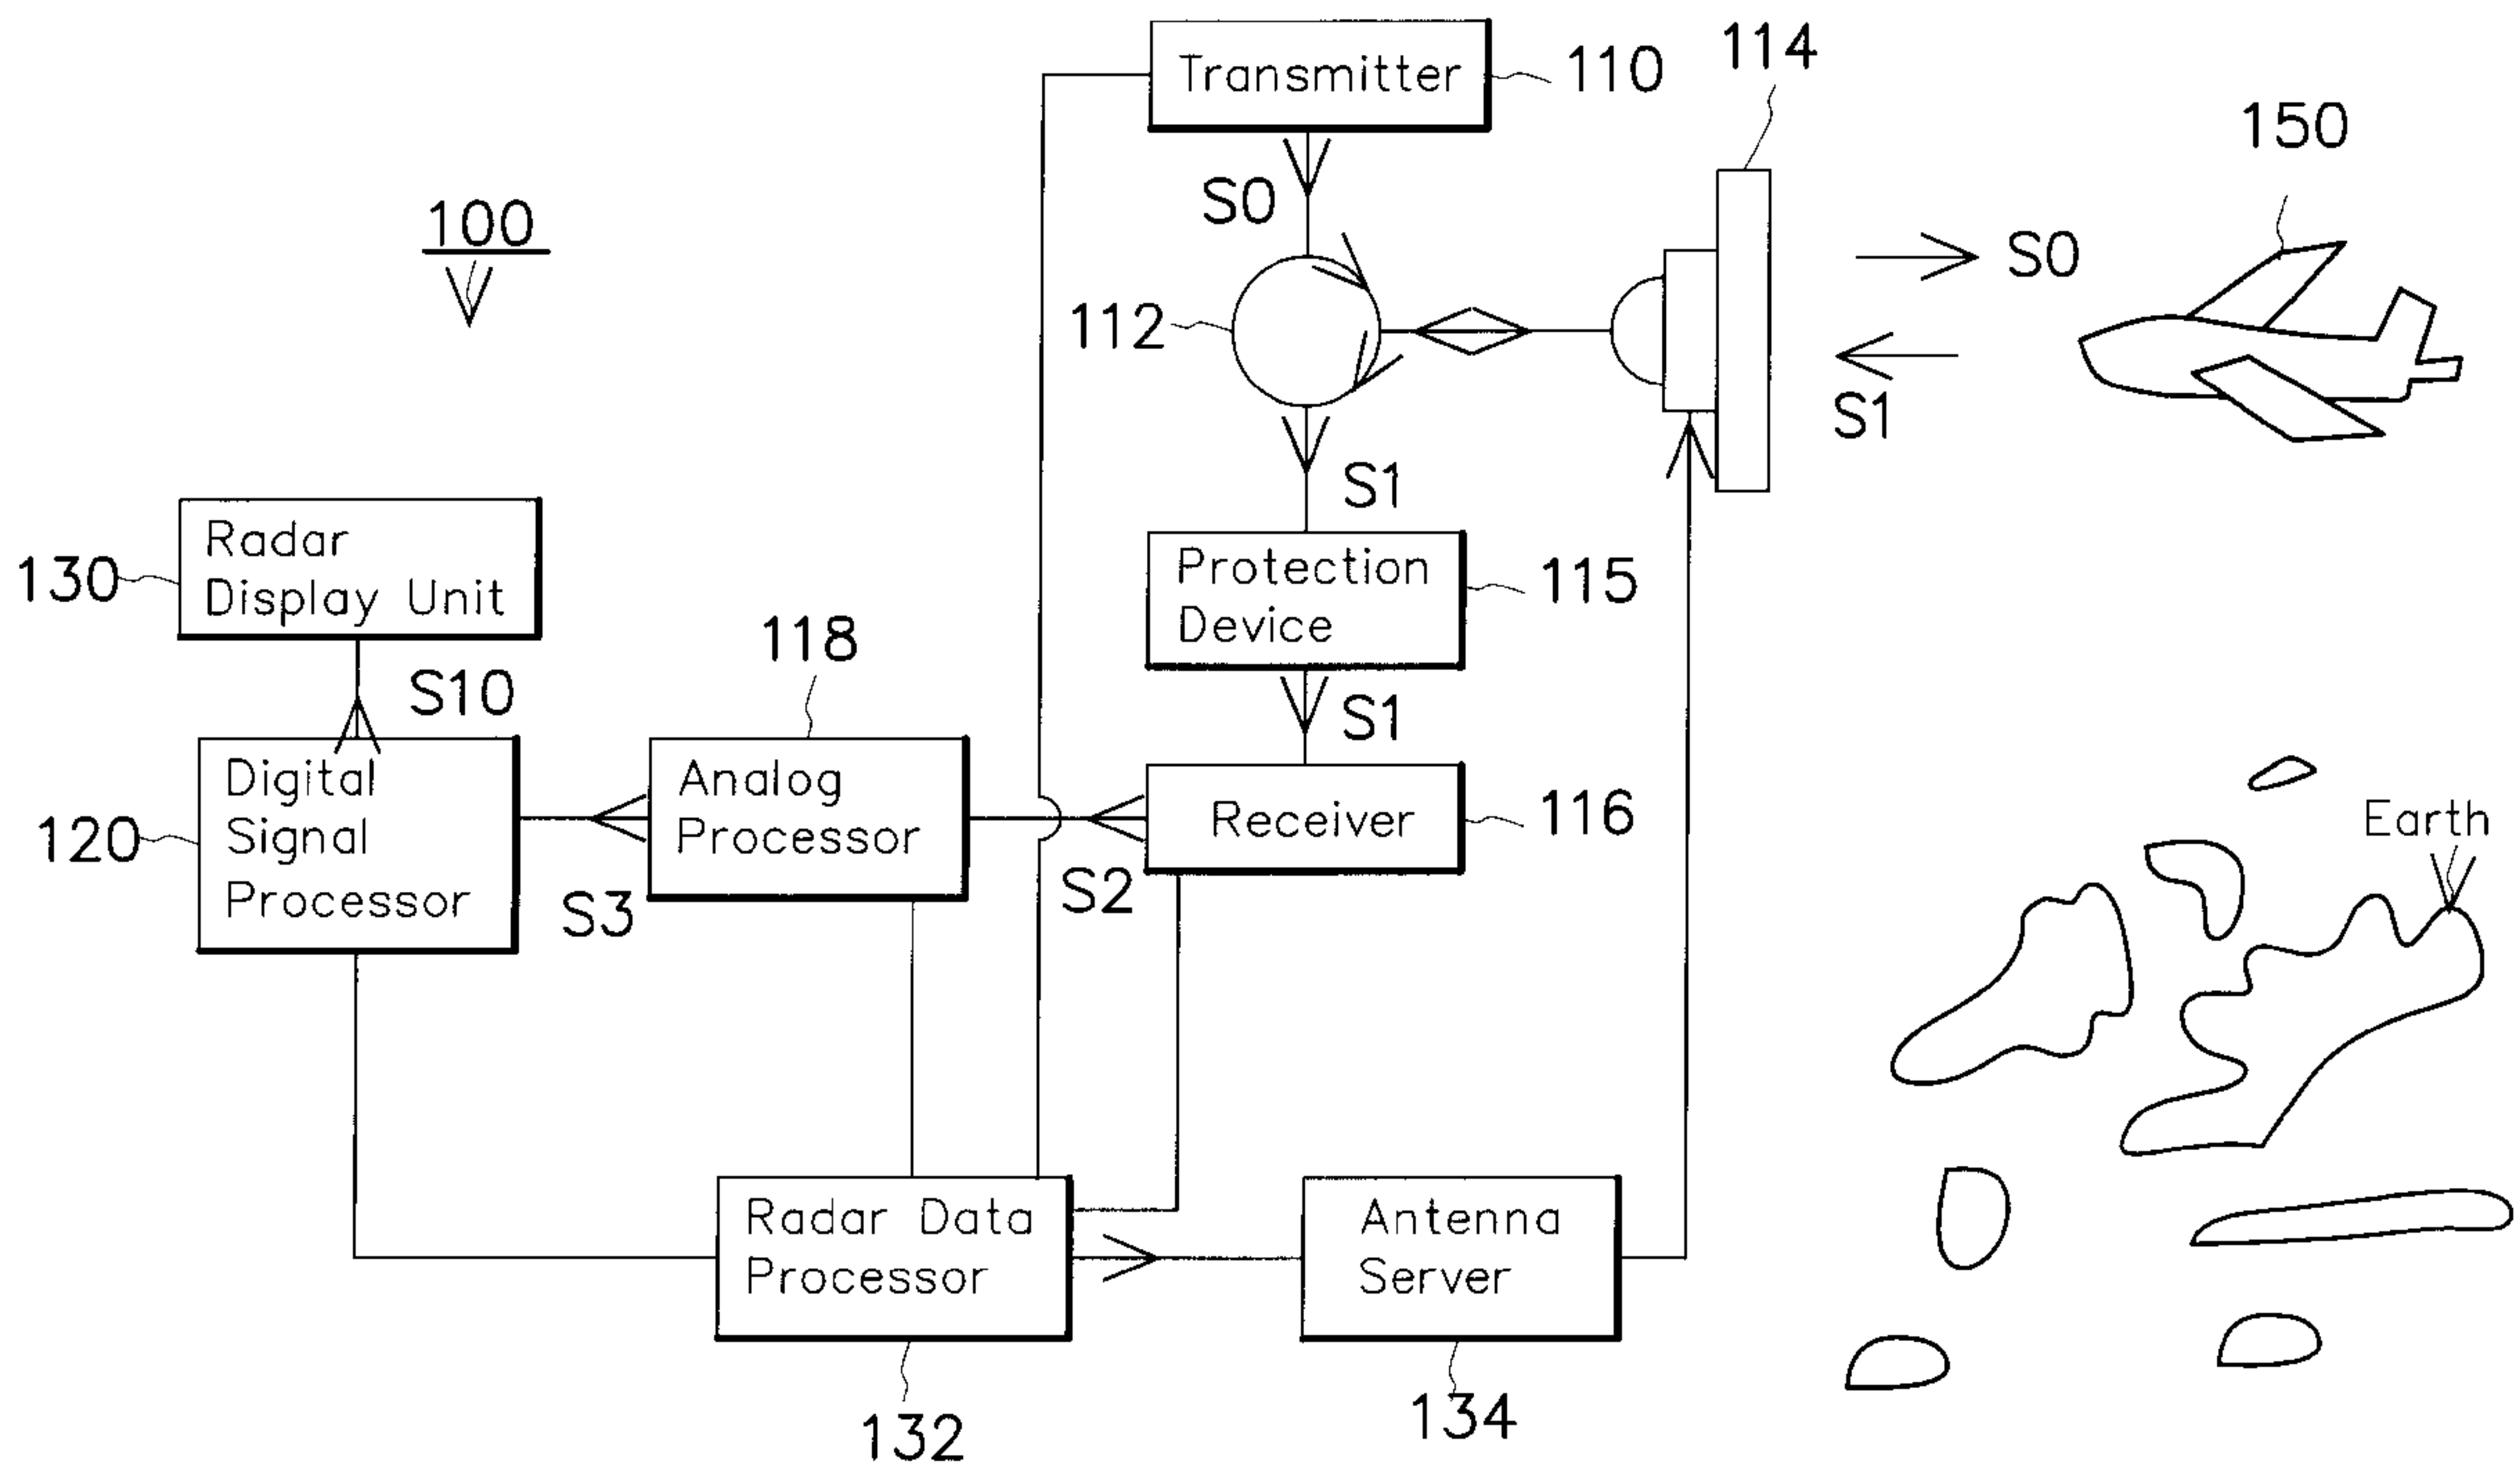 114
Transmitter
110
150
100
S0
S0
112
S1
S1
Radar
Display Unit
130
Protection
Device
115
118
S10
S1
Digital
Signal
Processor
120
Analog
Processor
Receiver
116
Earth
S3
S2
Radar Data
Processor
Antenna
Server
132
134